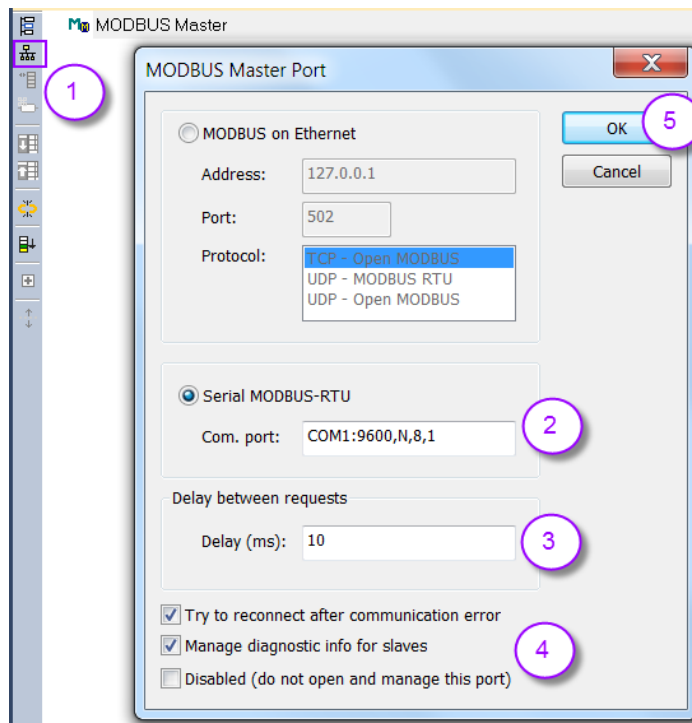 MM MODBUS Master
1
MODBUS Master Port
X
MODBUS on Ethernet
OK
5
Address: 127.0.0.1
Cancel
Port: 502
Protocol: TCP - Open MODBUS
UDP - MODBUS RTU
UDP - Open MODBUS
Serial MODBUS-RTU
Com. port: COM1:9600,N,8,1
2
Delay between requests
Delay (ms): 10
3
Try to reconnect after communication error
Manage diagnostic info for slaves
4
Disabled (do not open and manage this port)